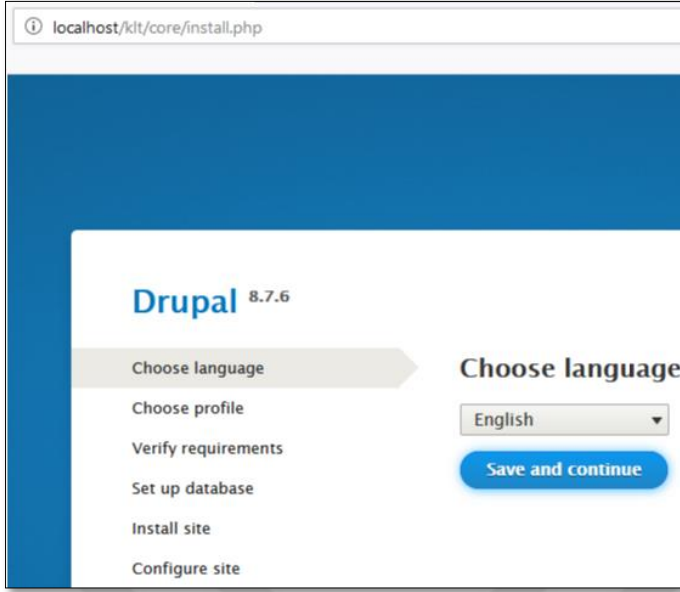 localhost/klt/core/install.php
Drupal 8.7.6
Choose language
Choose profile
Verify requirements
Set up database
Install site
Configure site
Choose language
English
Save and continue